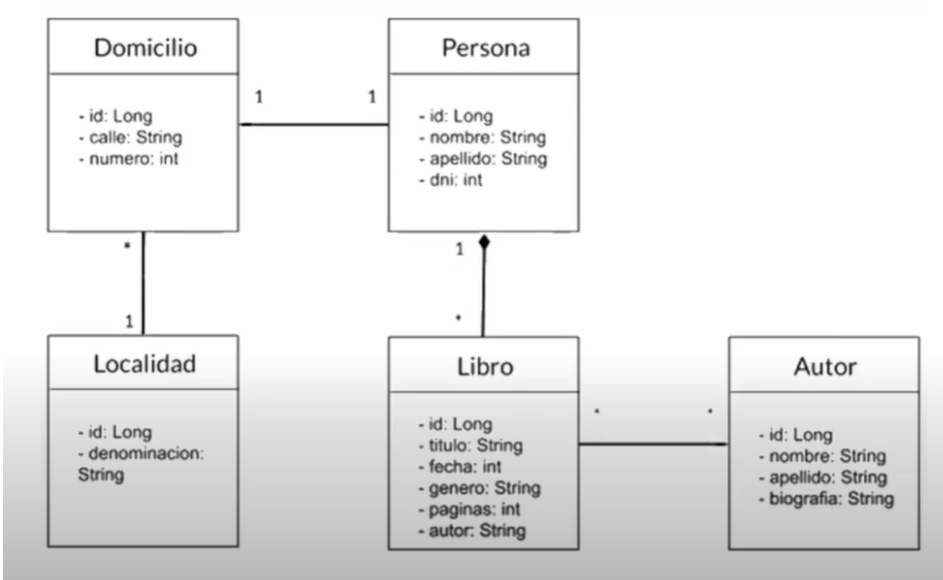 Domicilio
- id: Long
- calle: String
- numero: int
1
1
Persona
- id: Long
- nombre: String
- apellido: String
- dni: int
*
1
1
*
Localidad
- id: Long
- denominacion:
String
Libro
- id: Long
- titulo: String
- fecha: int
- genero: String
- paginas: int
- autor: String
*
*
Autor
- id: Long
- nombre: String
- apellido: String
- biografia: String